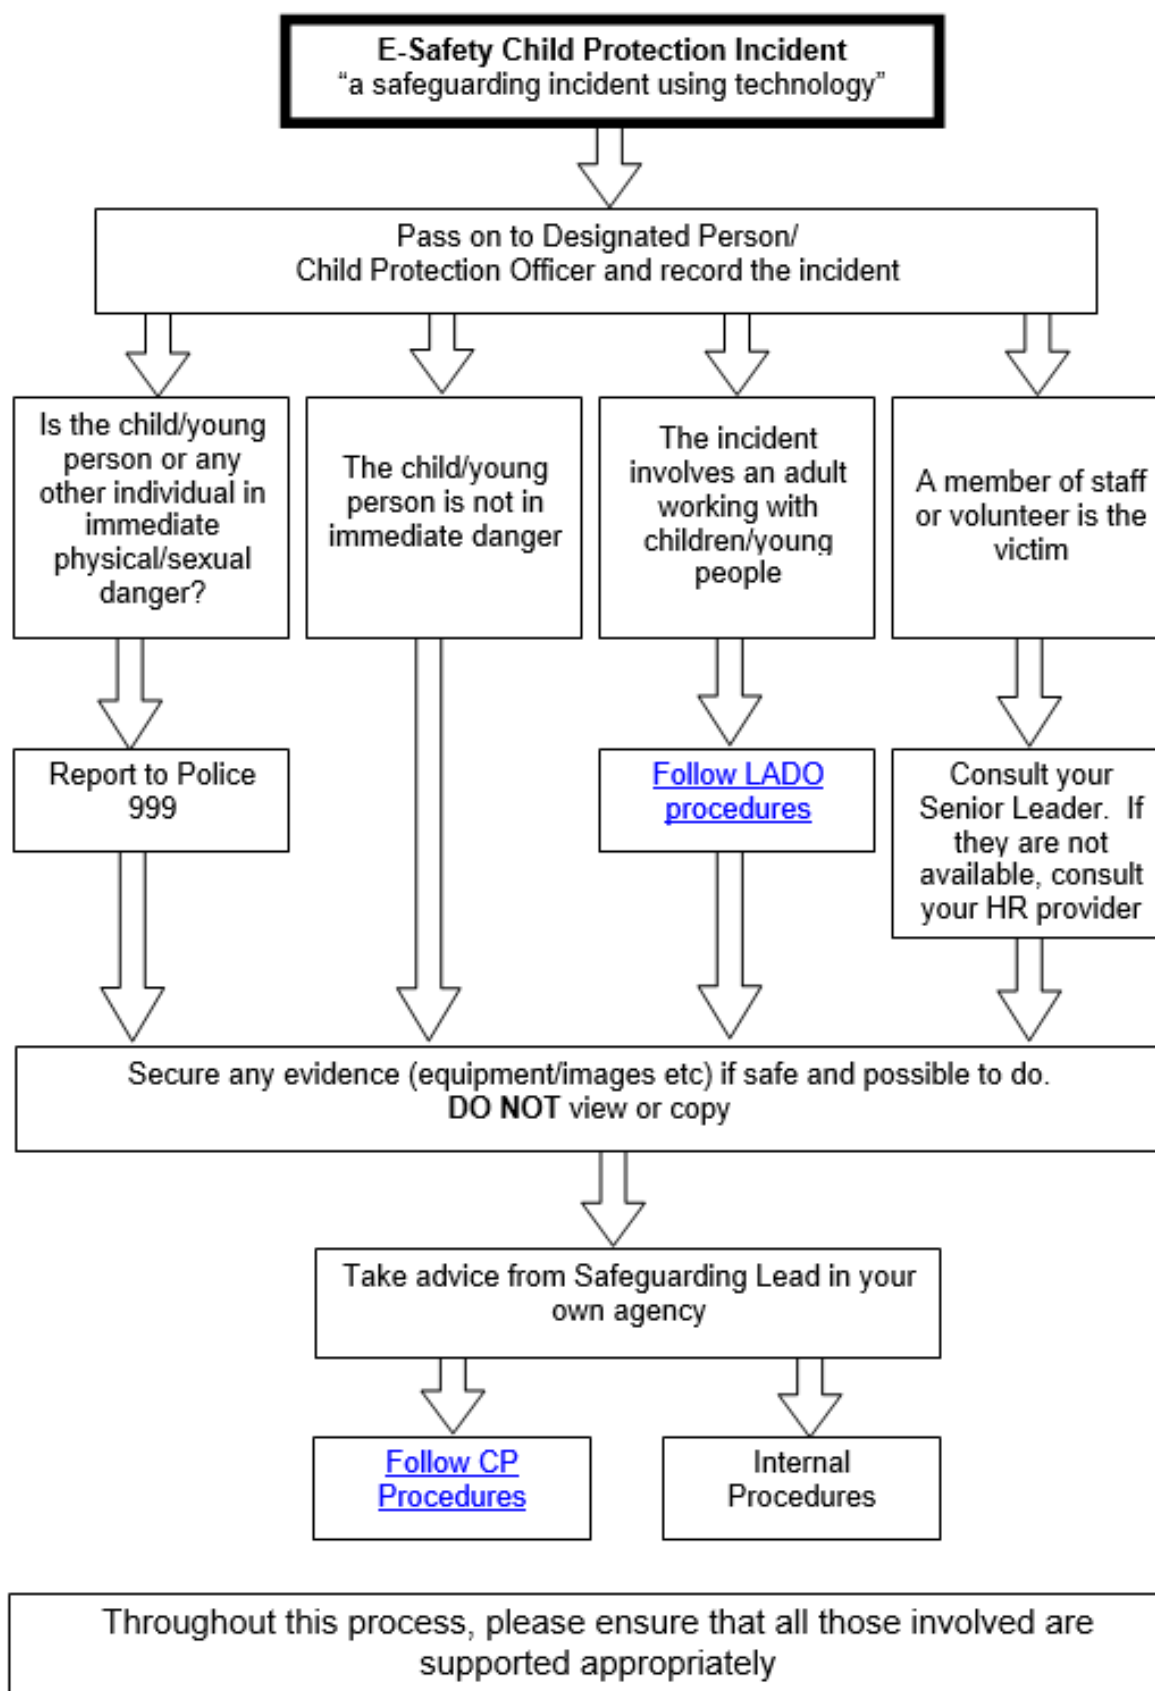 E-Safety Child Protection Incident
“a safeguarding incident using technology”
Pass on to Designated Person/
Child Protection Officer and record the incident
Is the child/young
person or any
other individual in
immediate
physical/sexual
danger?
The child/young
person is not in
immediate danger
The incident
involves an adult
working with
children/young
people
A member of staff
or volunteer is the
victim
Report to Police
999
Follow LADO
procedures
Consult your
Senior Leader.  If
they are not
available, consult
your HR provider
Secure any evidence (equipment/images etc) if safe and possible to do.
DO NOT view or copy
Take advice from Safeguarding Lead in your
own agency
Follow CP
Procedures
Internal
Procedures
Throughout this process, please ensure that all those involved are
supported appropriately